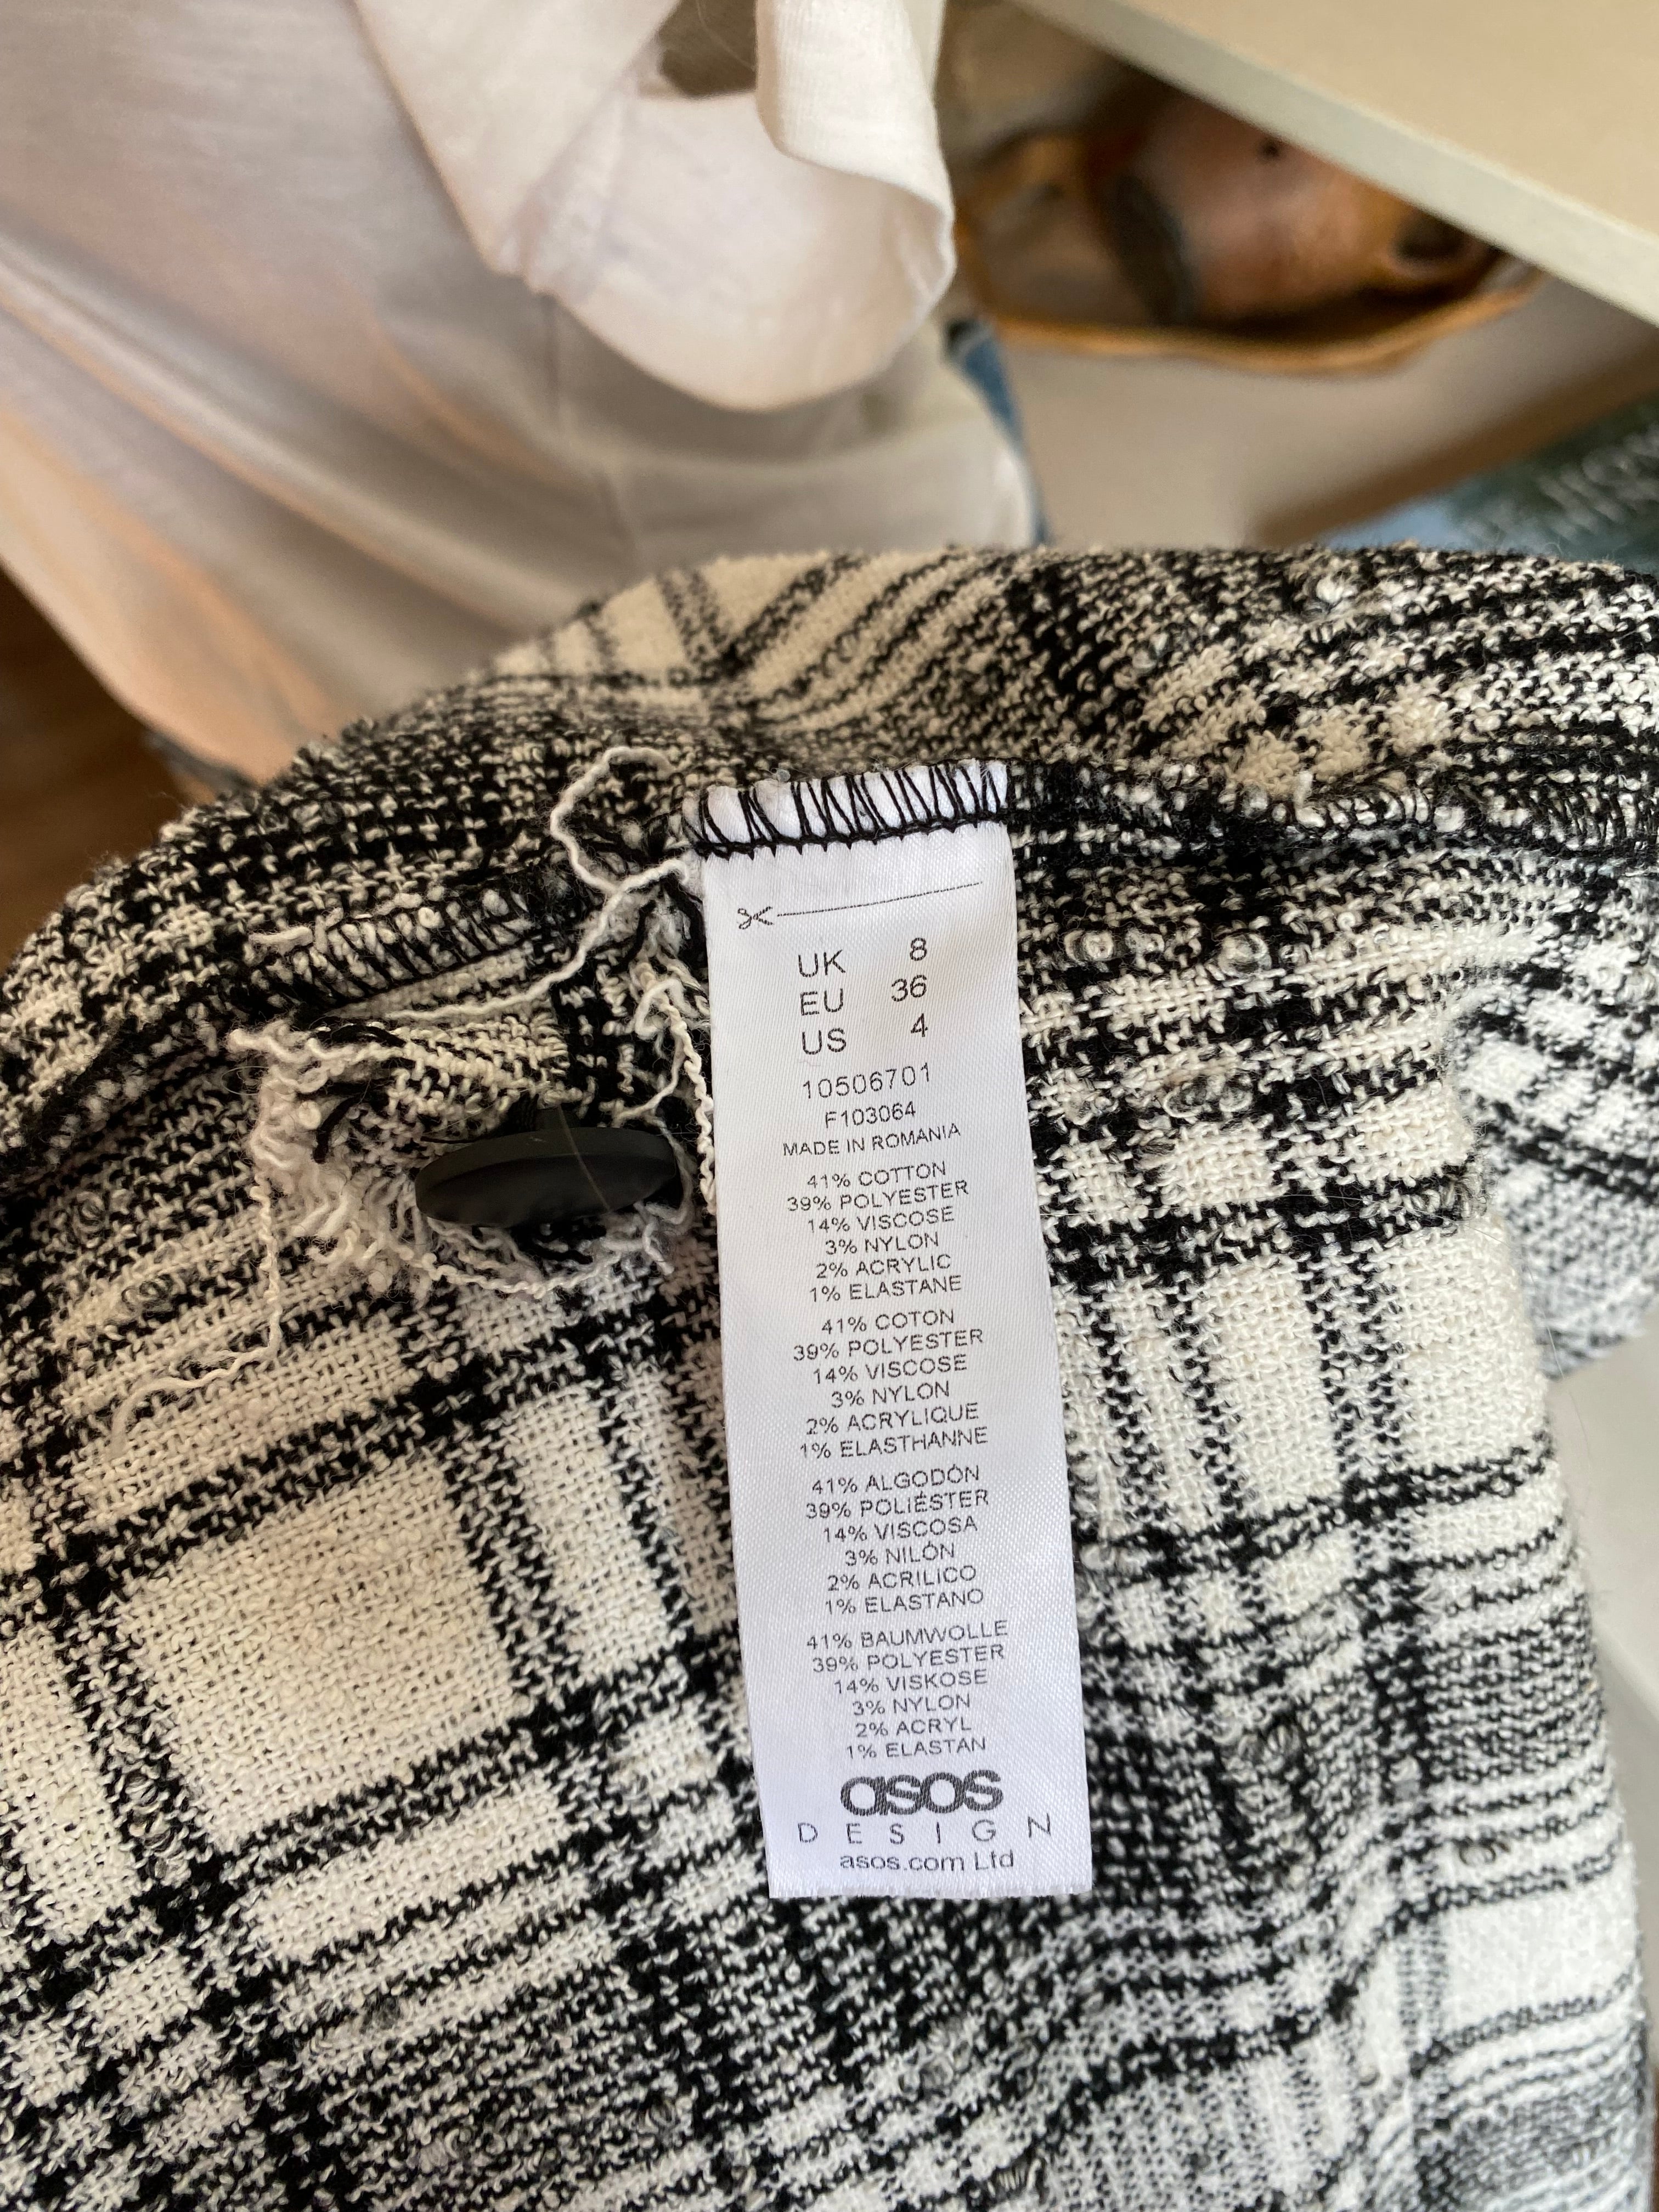 UK 8
EU 36
US 4
10506701
F103064
MADE IN ROMANIA
41% COTTON
39% POLYESTER
14% VISCOSE
3% NYLON
2% ACRYLIC
1% ELASTANE
41% COTON
39% POLYESTER
14% VISCOSE
3% NYLON
2% ACRYLIQUE
1% ELASTHANNE
41% ALGODÓN
39% POLIÉSTER
14% VISCOSA
3% NILÓN
2% ACRILICO
1% ELASTANO
41% BAUMWOLLE
39% POLYESTER
14% VISKOSE
3% NYLON
2% ACRYL
1% ELASTAN
asos
DESIGN
asos.com Ltd